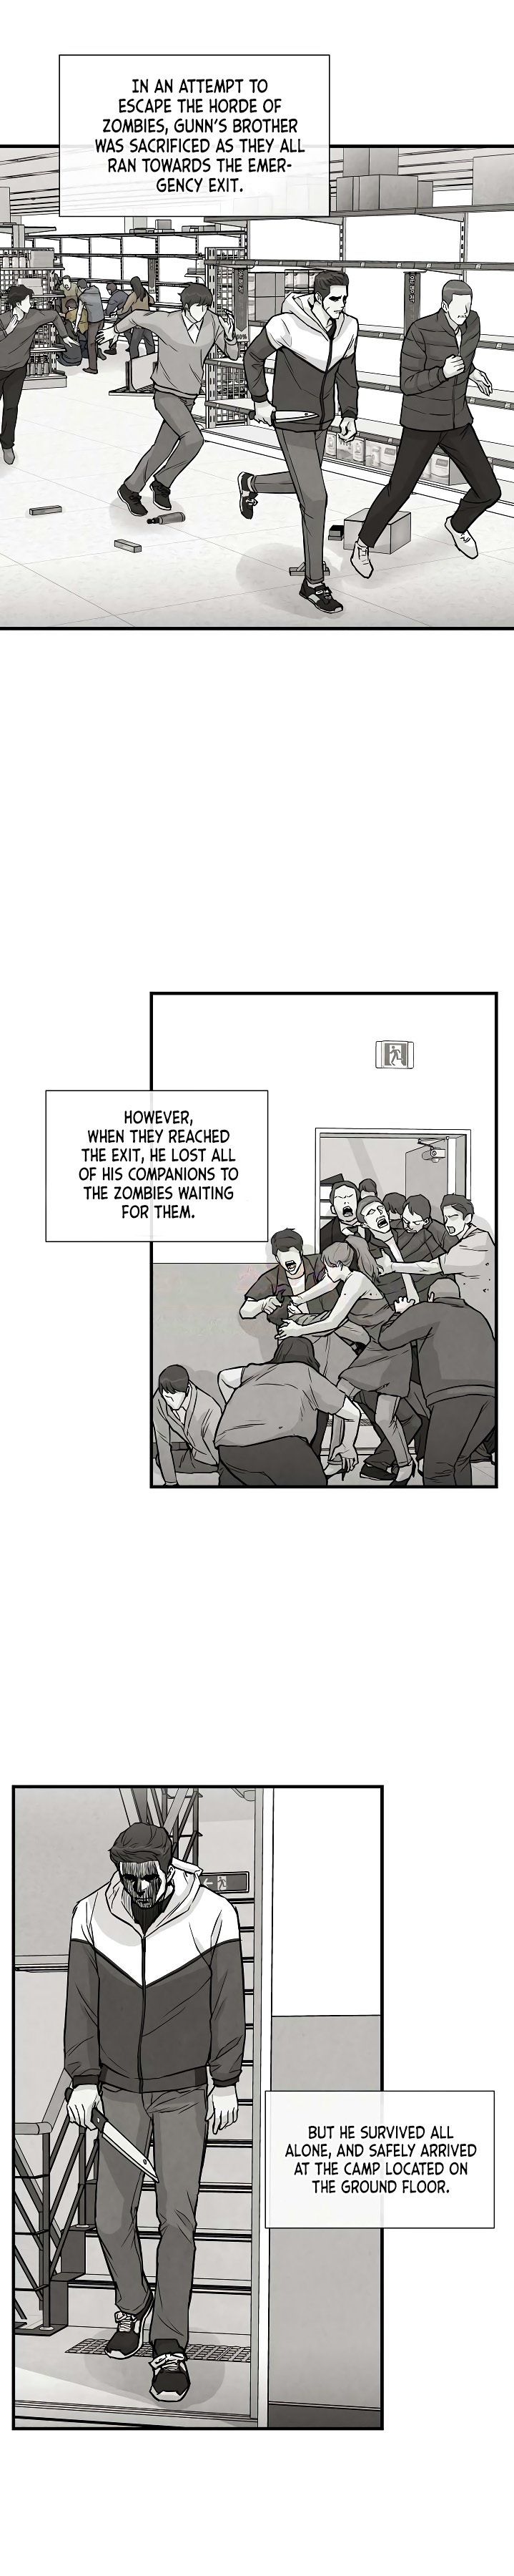 IN AN ATTEMPT TO
ESCAPE THE HORDE OF
ZOMBIES, GUNN'S BROTHER
WAS SACRIFICED AS THEY ALL
RAN TOWARDS THE EMER-
GENCY EXIT.
HOWEVER,
WHEN THEY REACHED
THE EXIT, HE LOST ALL
OF HIS COMPANIONS TO
THE ZOMBIES WAITING
FOR THEM.
BUT HE SURVIVED ALL
ALONE, AND SAFELY ARRIVED
AT THE CAMP LOCATED ON
THE GROUND FLOOR.